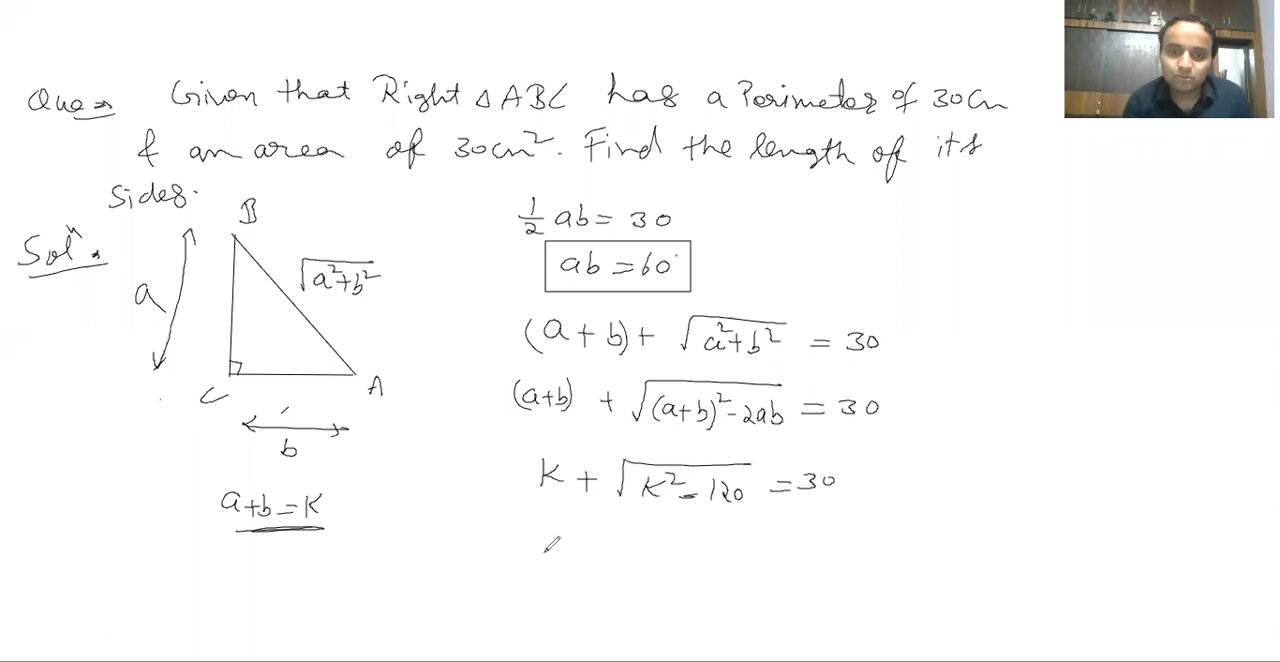 Que ⇒ Given that Right Δ ABC has a Perimeter of 30cm
& an area of 30cm². Find the length of its
Sides.
Solⁿ.
B
a
√a²+b²
C
A
b
a+b=K
1/2 ab = 30
ab = 60
(a + b) + √a²+b² = 30
(a+b) + √(a+b)²-2ab = 30
K + √K²-120 = 30